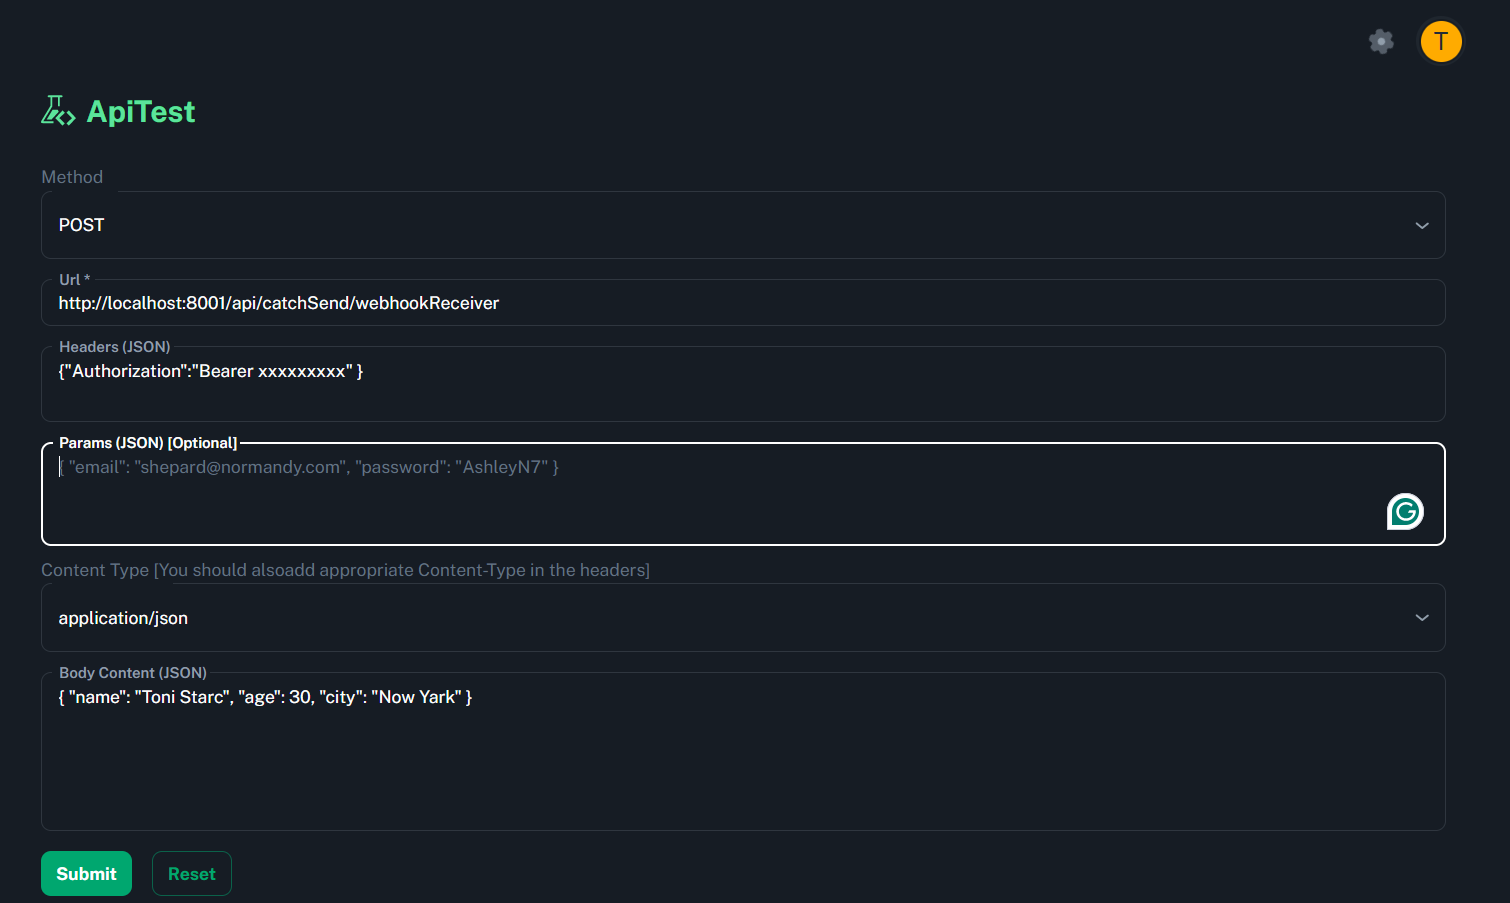 T
ApiTest
Method
POST
Url *
http://localhost:8001/api/catchSend/webhookReceiver
Headers (JSON)
{"Authorization":"Bearer xxxxxxxxx" }
Params (JSON) [Optional]
{ "email": "shepard@normandy.com", "password": "AshleyN7" }
G
Content Type [You should alsoadd appropriate Content-Type in the headers]
application/json
Body Content (JSON)
{ "name": "Toni Starc", "age": 30, "city": "Now Yark" }
Submit Reset